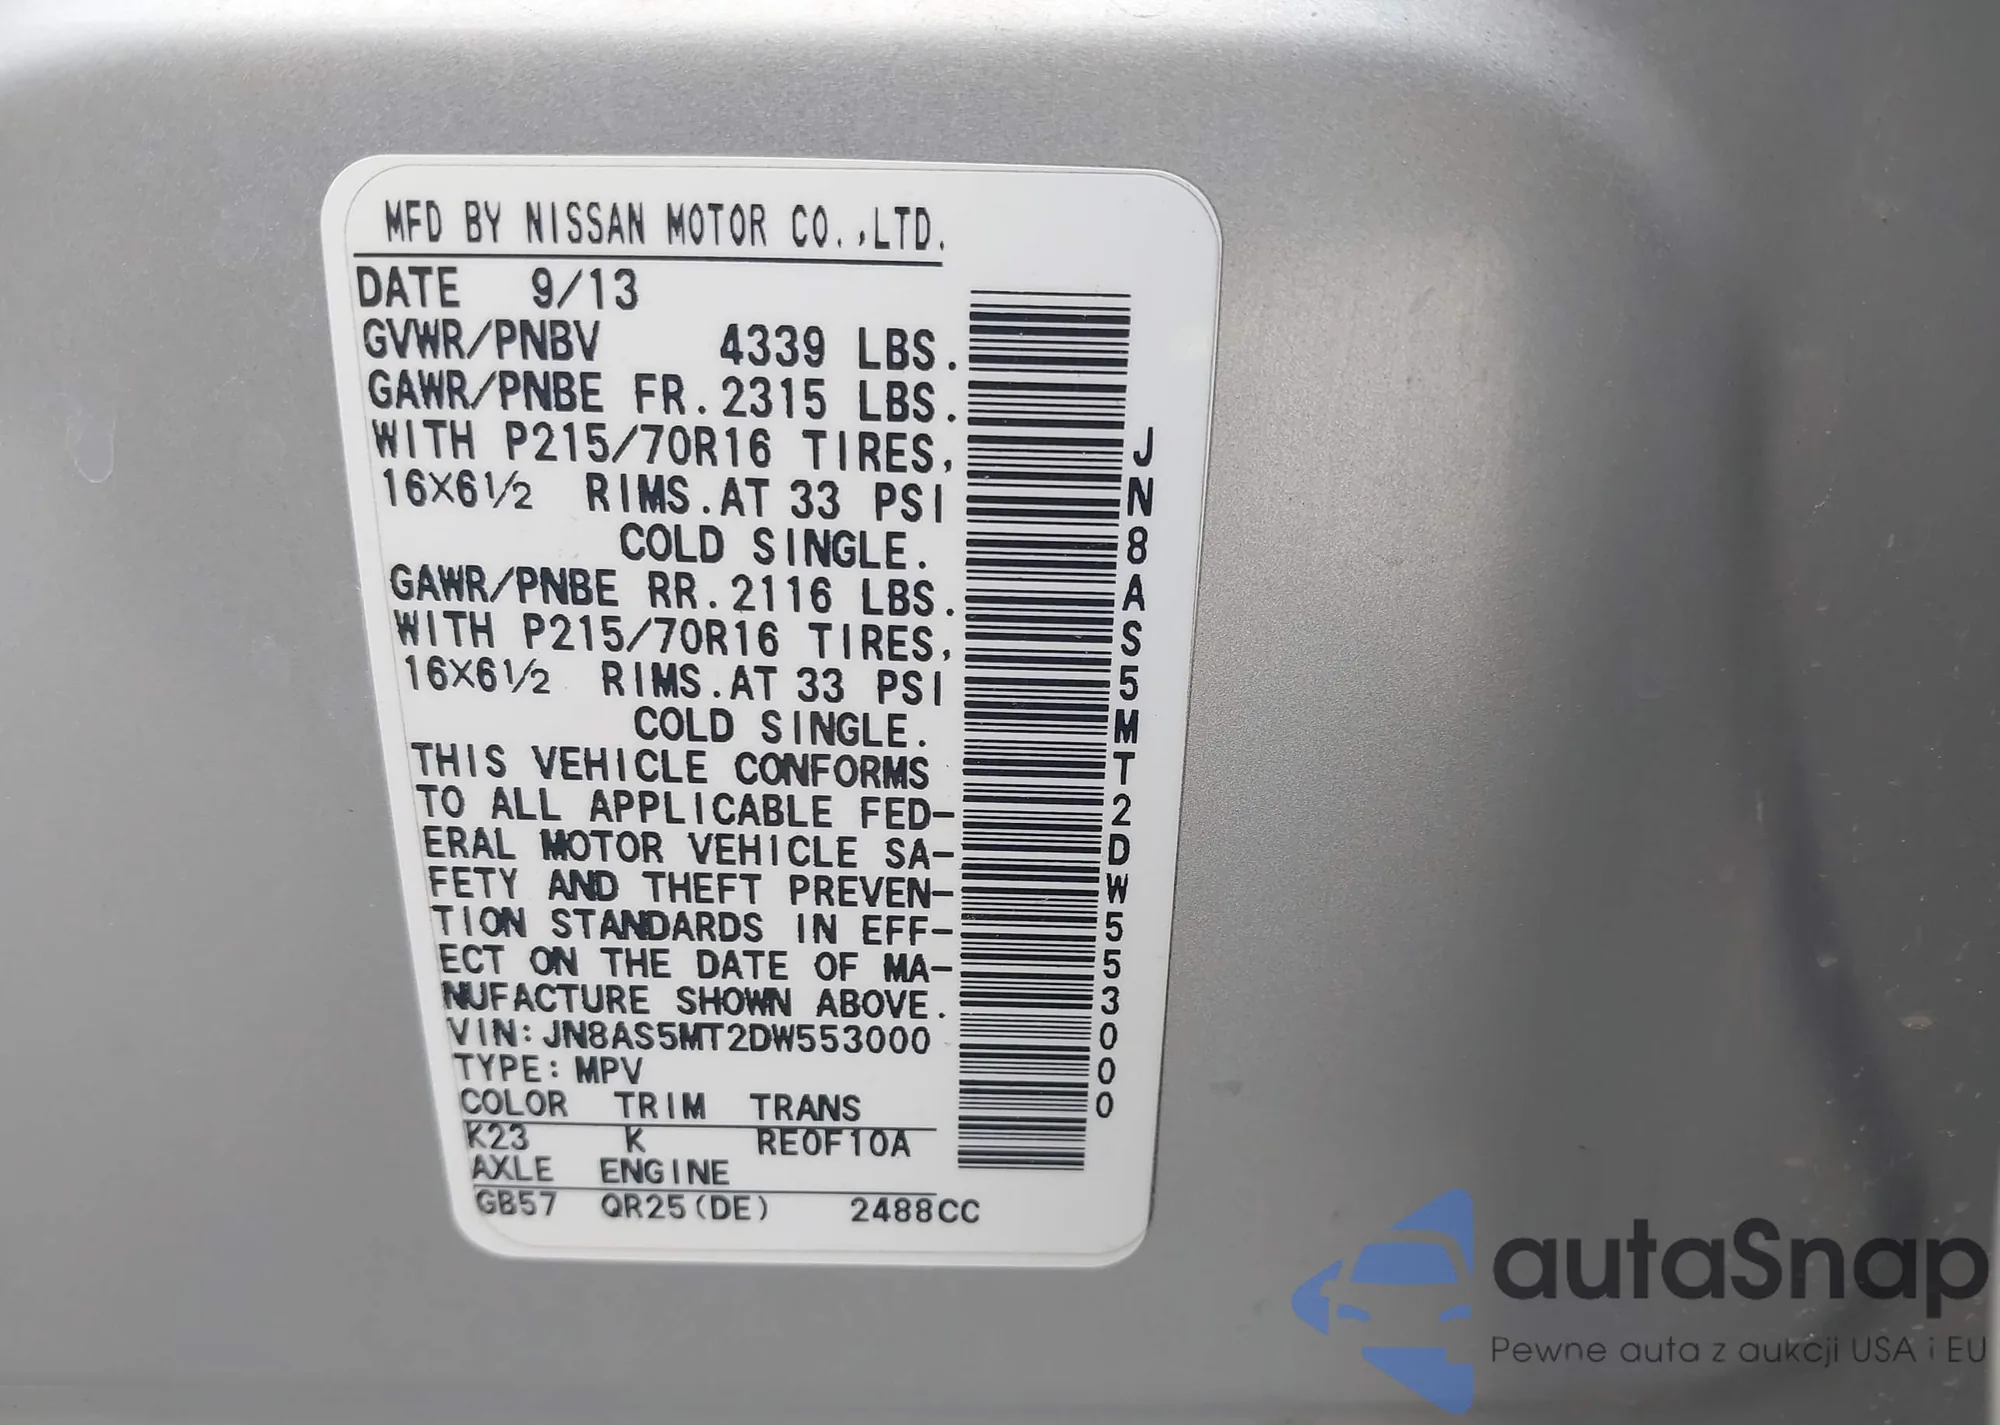 MFD BY NISSAN MOTOR CO.,LTD.
DATE 9/13
GVWR/PNBV 4339 LBS.
GAWR/PNBE FR.2315 LBS.
WITH P215/70R16 TIRES,
16X6½ RIMS.AT 33 PSI
COLD SINGLE.
GAWR/PNBE RR.2116 LBS.
WITH P215/70R16 TIRES,
16X6½ RIMS.AT 33 PSI
COLD SINGLE.
THIS VEHICLE CONFORMS
TO ALL APPLICABLE FED-
ERAL MOTOR VEHICLE SA-
FETY AND THEFT PREVEN-
TION STANDARDS IN EFF-
ECT ON THE DATE OF MA-
NUFACTURE SHOWN ABOVE.
VIN:JN8AS5MT2DW553000
TYPE:MPV
COLOR TRIM TRANS
K23 K RE0F10A
AXLE ENGINE
GB57 QR25(DE) 2488CC
JN8AS5MT2DW553000
autaSnap
Pewne auta z aukcji USA i EU